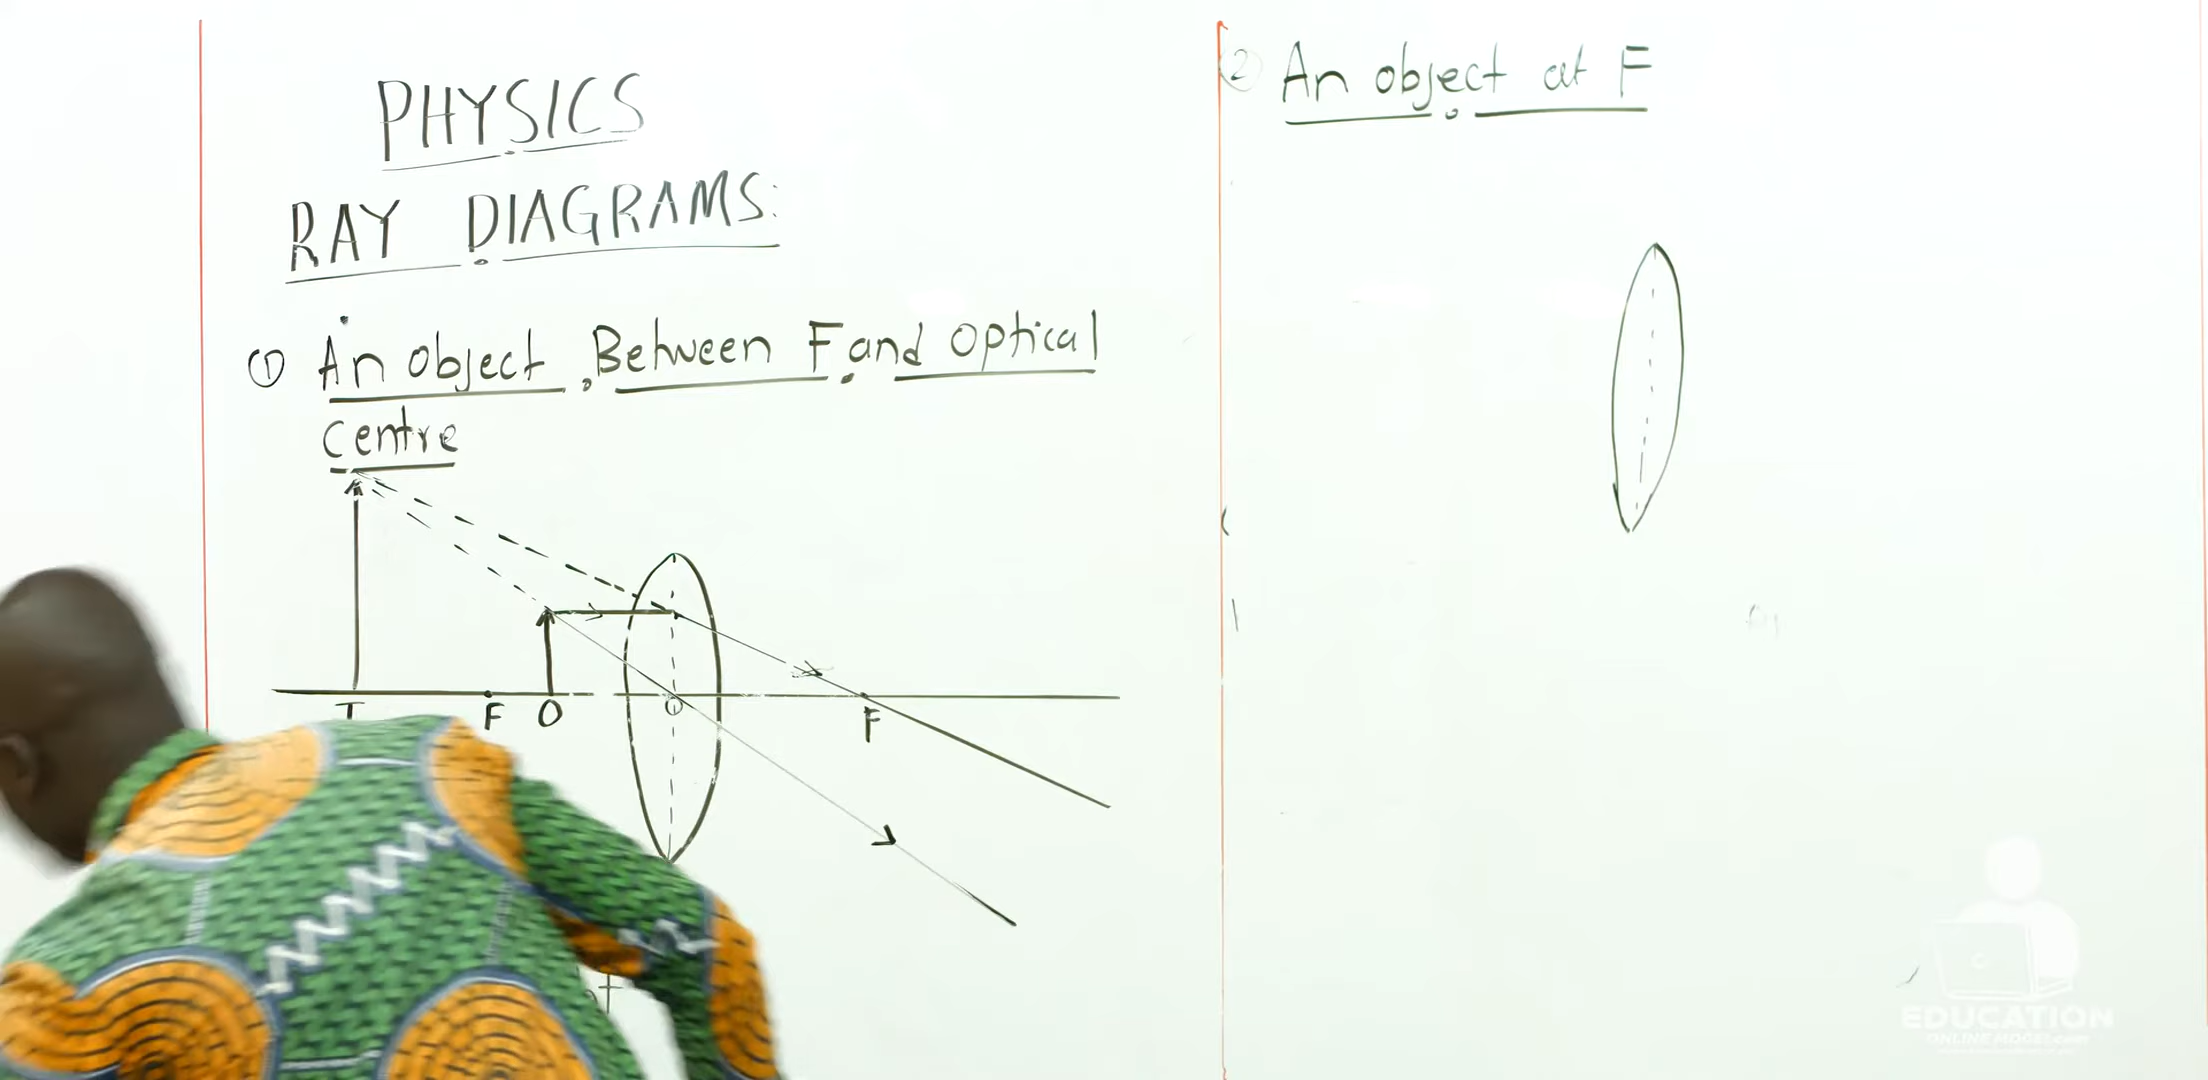 PHYSICS
RAY DIAGRAMS:
① An object Between F and Optical
Centre
I F O O F
② An object at F
EDUCATION